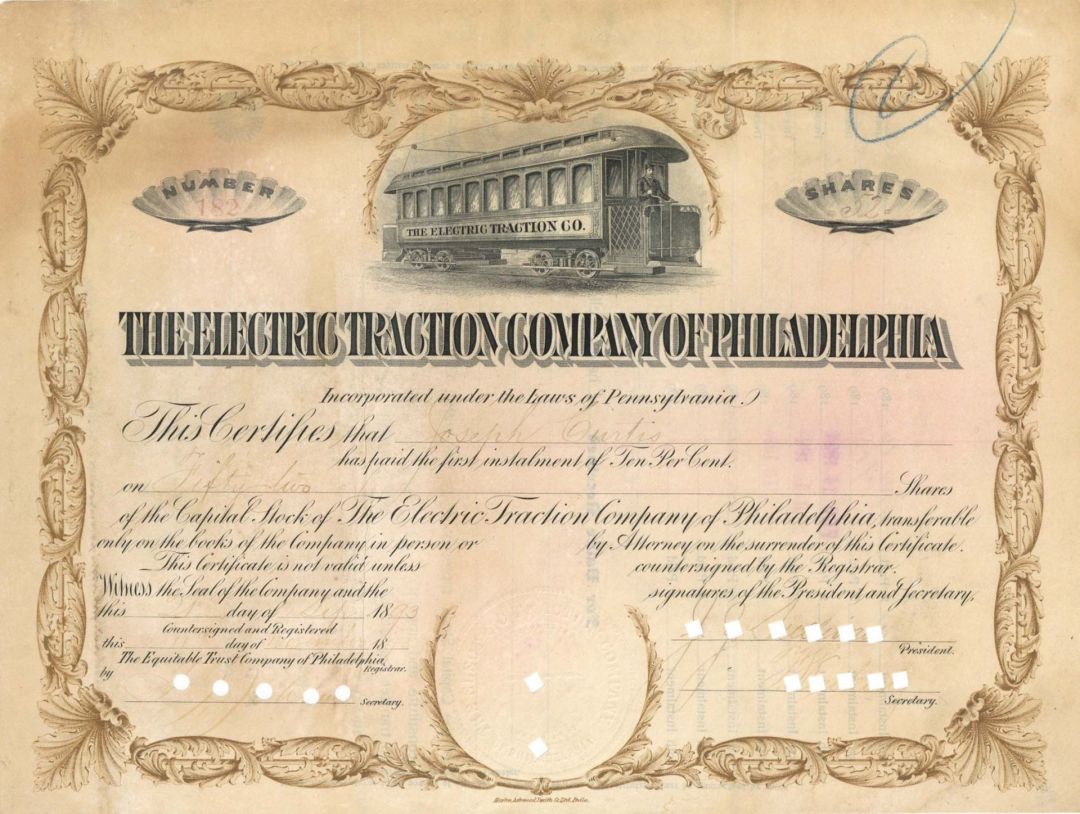 NUMBER
182
SHARES
52
THE ELECTRIC TRACTION CO.
THE ELECTRIC TRACTION COMPANY OF PHILADELPHIA
Incorporated under the Laws of Pennsylvania
This Certifies that Joseph Curtis
has paid the first instalment of Ten Per Cent.
on Fifty two Shares
of the Capital Stock of The Electric Traction Company of Philadelphia, transferable
only on the books of the Company in person or by Attorney on the surrender of this Certificate.
This Certificate is not valid unless countersigned by the Registrar.
Witness the Seal of the Company and the signatures of the President and Secretary,
this day of 1893
Countersigned and Registered
this day of 18
The Equitable Trust Company of Philadelphia,
Registrar.
by
Secretary.
President.
Secretary.